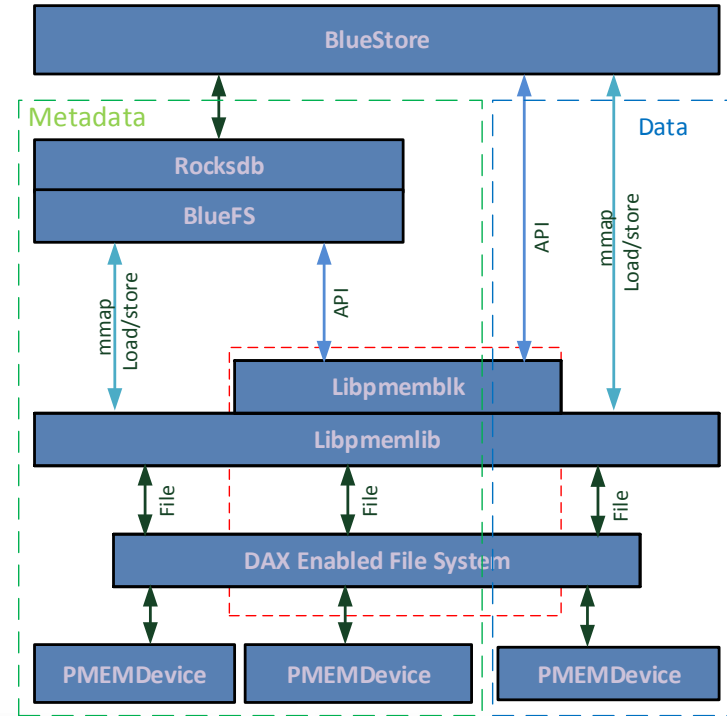 BlueStore
Metadata
Data
Rocksdb
BlueFS
mmap
Load/store
API
API
mmap
Load/store
Libpmemblk
Libpmemlib
File
File
File
DAX Enabled File System
PMEMDevice
PMEMDevice
PMEMDevice